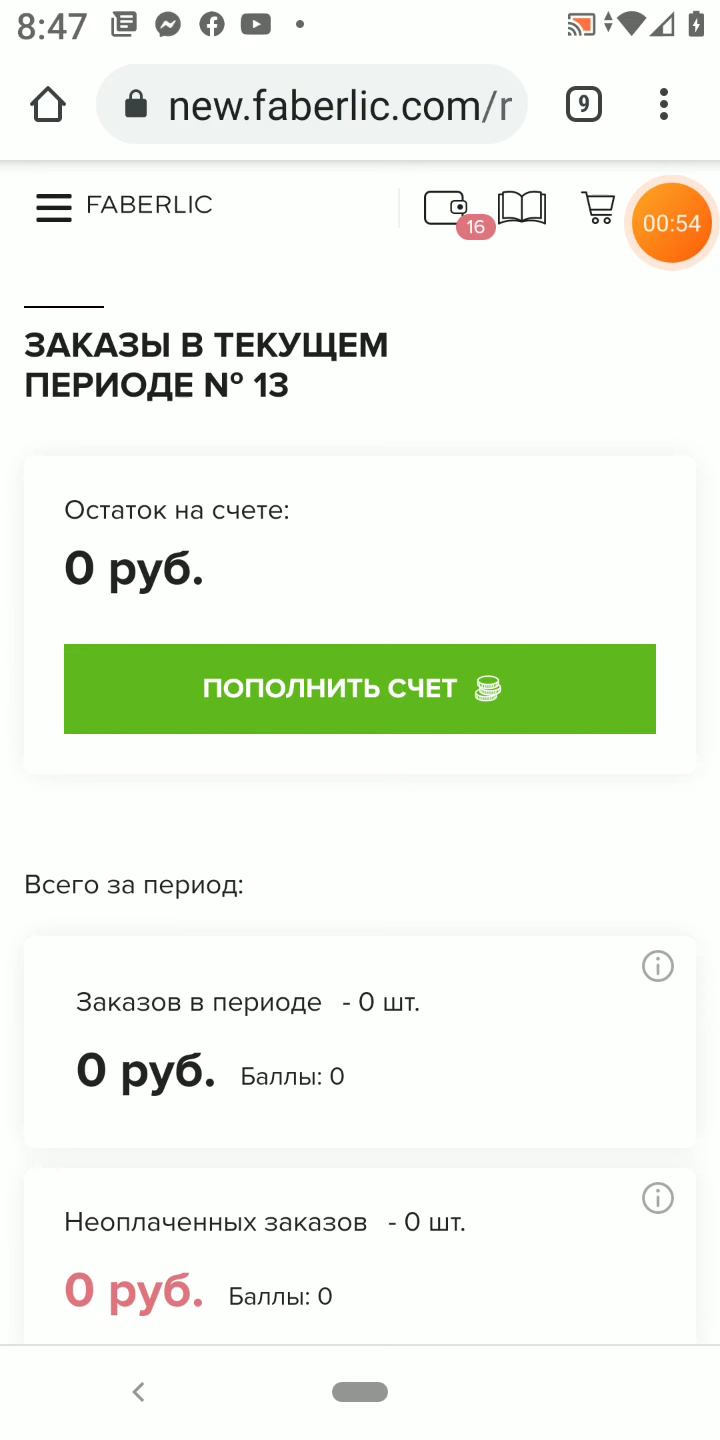 8:47
new.faberlic.com/r
9
FABERLIC
16
00:54
ЗАКАЗЫ В ТЕКУЩЕМ
ПЕРИОДЕ № 13
Остаток на счете:
0 руб.
ПОПОЛНИТЬ СЧЕТ
Всего за период:
Заказов в периоде - 0 шт.
0 руб. Баллы: 0
Неоплаченных заказов - 0 шт.
0 руб. Баллы: 0